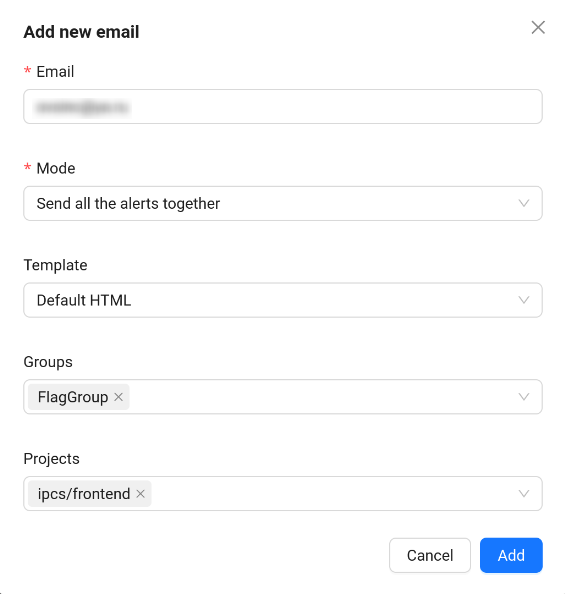 Add new email
* Email
* Mode
Send all the alerts together
Template
Default HTML
Groups
FlagGroup
Projects
ipcs/frontend
Cancel Add